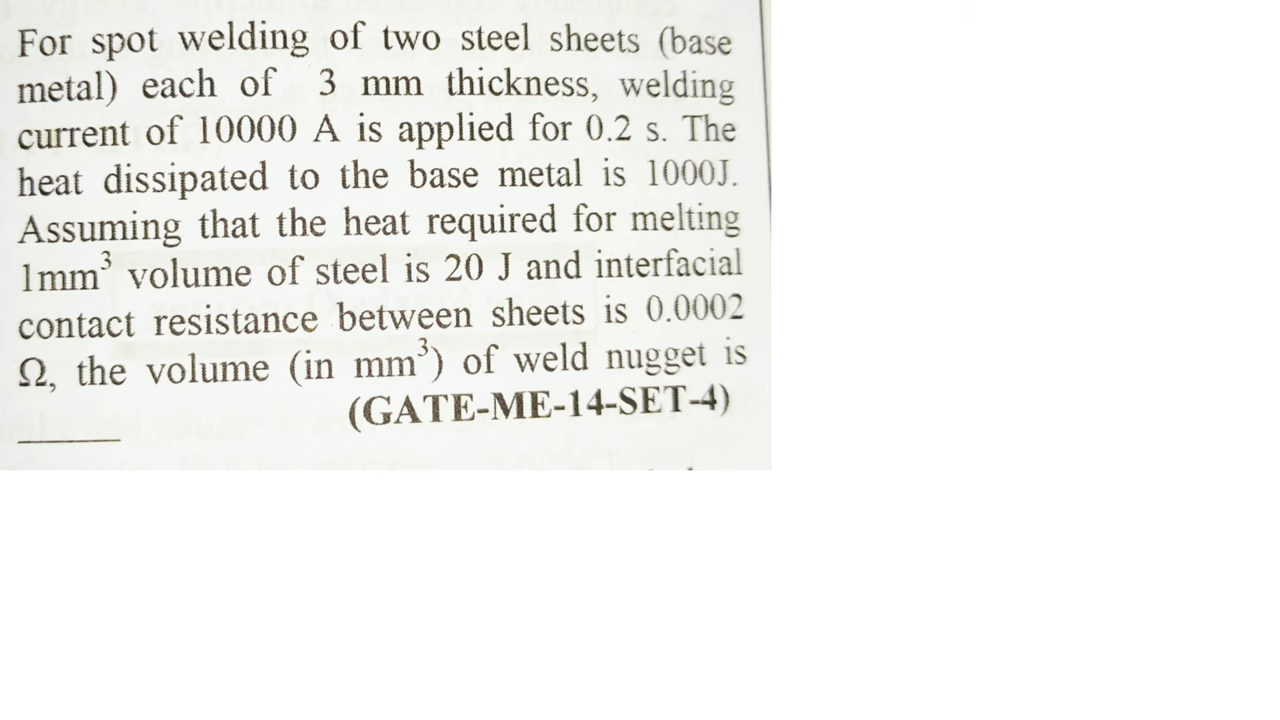 For spot welding of two steel sheets (base
metal) each of 3 mm thickness, welding
current of 10000 A is applied for 0.2 s. The
heat dissipated to the base metal is 1000J.
Assuming that the heat required for melting
1mm³ volume of steel is 20 J and interfacial
contact resistance between sheets is 0.0002
Ω, the volume (in mm³) of weld nugget is
(GATE-ME-14-SET-4)